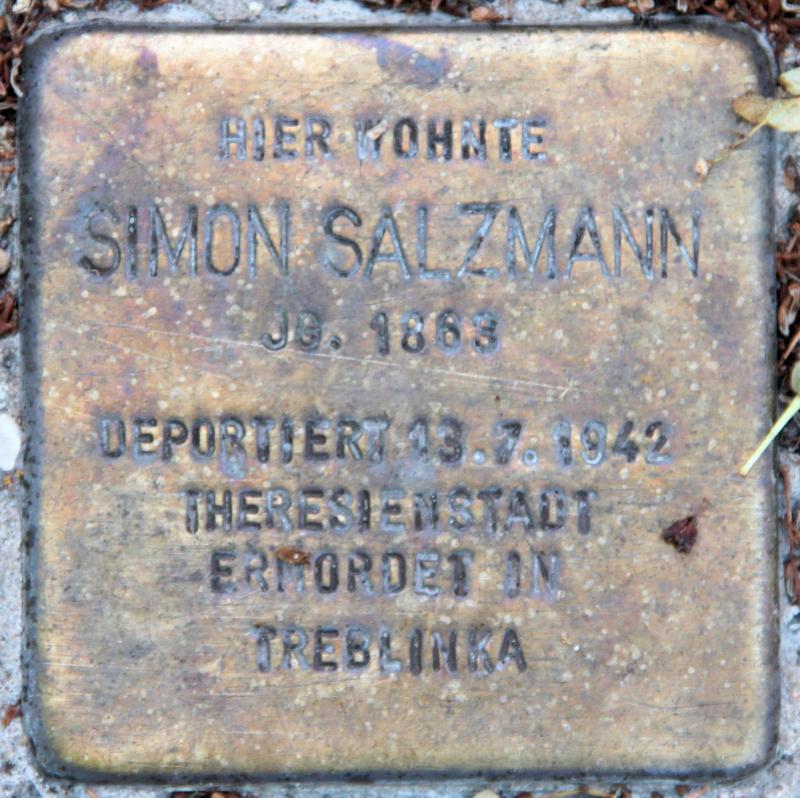 HIER WOHNTE
SIMON SALZMANN
JG. 1863
DEPORTIERT 13.7.1942
THERESIENSTADT
ERMORDET IN
TREBLINKA